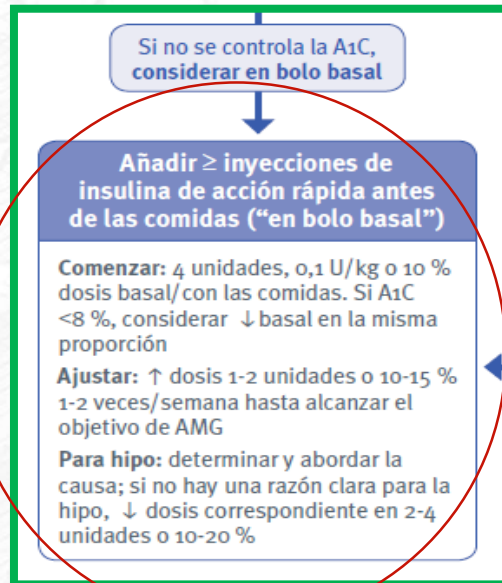 Si no se controla la A1C,
considerar en bolo basal
Añadir ≥ inyecciones de
insulina de acción rápida antes
de las comidas (“en bolo basal”)
Comenzar: 4 unidades, 0,1 U/kg o 10 %
dosis basal/con las comidas. Si A1C
<8 %, considerar ↓ basal en la misma
proporción
Ajustar: ↑ dosis 1-2 unidades o 10-15 %
1-2 veces/semana hasta alcanzar el
objetivo de AMG
Para hipo: determinar y abordar la
causa; si no hay una razón clara para la
hipo, ↓ dosis correspondiente en 2-4
unidades o 10-20 %